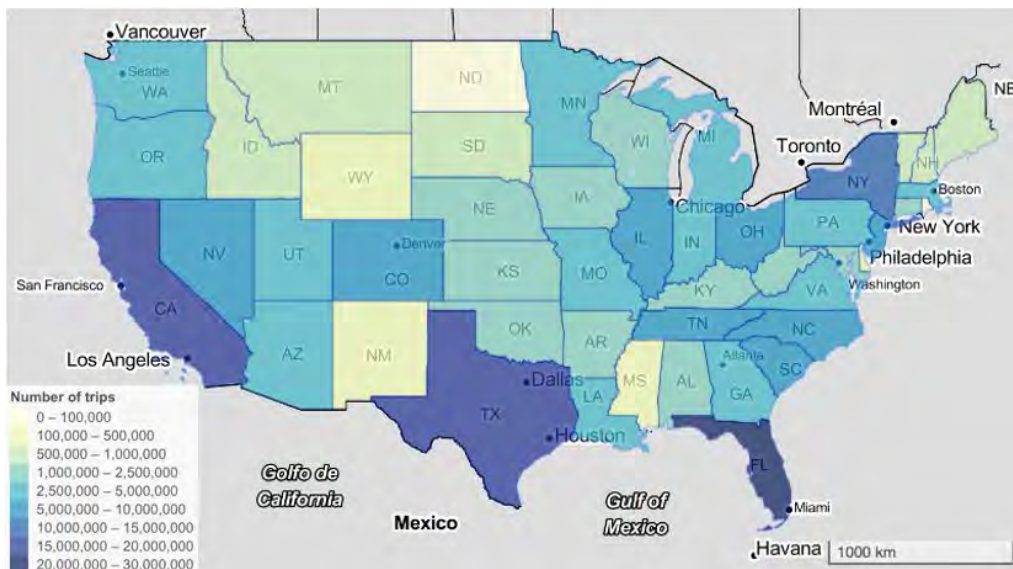 Vancouver
Seattle
WA
MT
ND
MN
NE
Montréal
OR
ID
SD
WI
MI
Toronto
NH
WY
NY
Boston
NE
IA
Chicago
PA
New York
NV
UT
Denver
CO
IL
IN
OH
Philadelphia
San Francisco
KS
MO
KY
VA
Washington
CA
Los Angeles
AZ
NM
OK
AR
TN
NC
SC
MS
AL
Atlanta
GA
Dallas
LA
TX
Houston
FL
Miami
Golfo de
California
Mexico
Gulf of
Mexico
Havana
1000 km
Number of trips
0 – 100,000
100,000 – 500,000
500,000 – 1,000,000
1,000,000 – 2,500,000
2,500,000 – 5,000,000
5,000,000 – 10,000,000
10,000,000 – 15,000,000
15,000,000 – 20,000,000
20,000,000 – 30,000,000